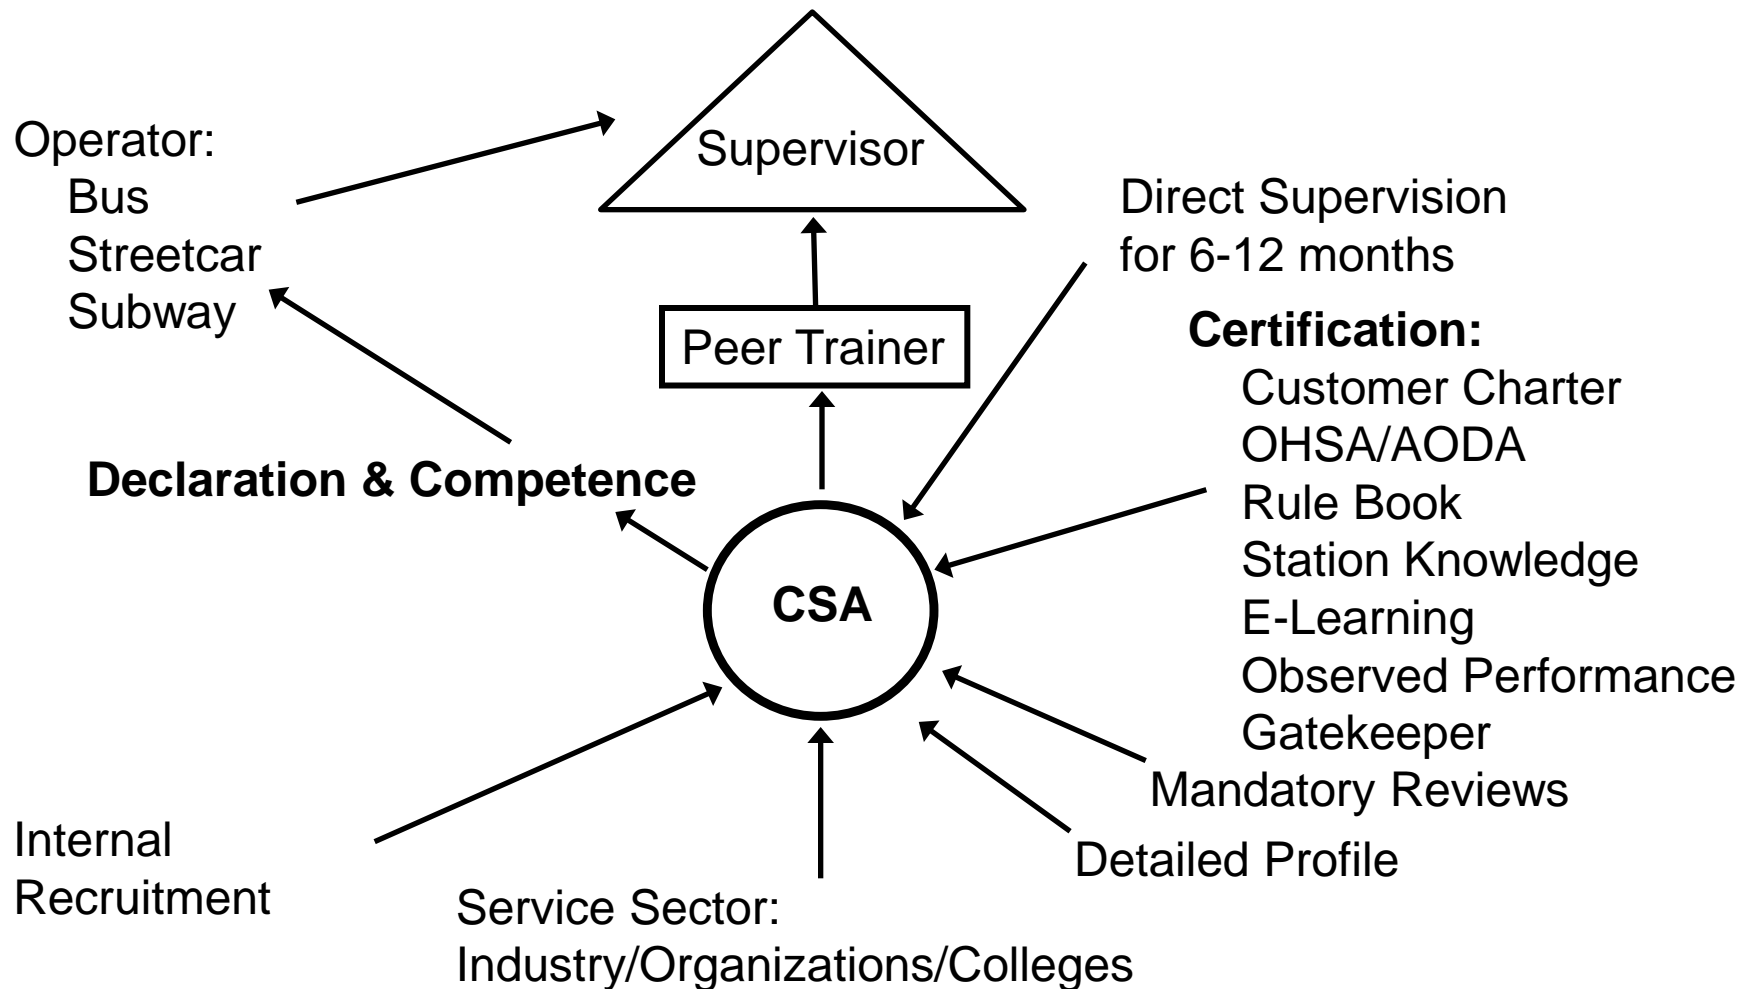 Supervisor
Operator:
Bus
Streetcar
Subway
Direct Supervision
for 6-12 months
Peer Trainer
Certification:
Customer Charter
OHSA/AODA
Rule Book
Station Knowledge
E-Learning
Observed Performance
Gatekeeper
Declaration & Competence
CSA
Mandatory Reviews
Detailed Profile
Internal
Recruitment
Service Sector:
Industry/Organizations/Colleges